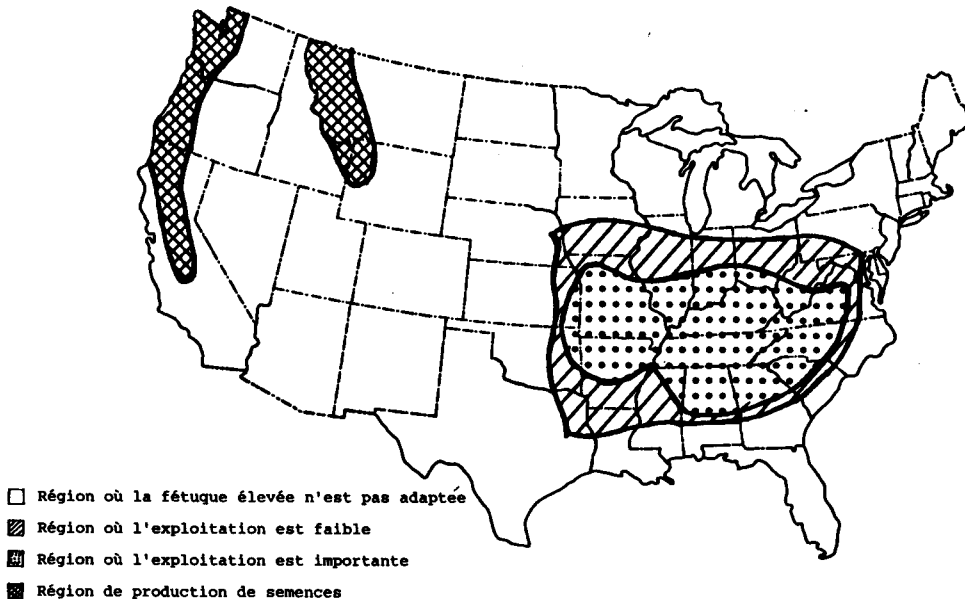 Région où la fétuque élevée n'est pas adaptée
Région où l'exploitation est faible
Région où l'exploitation est importante
Région de production de semences